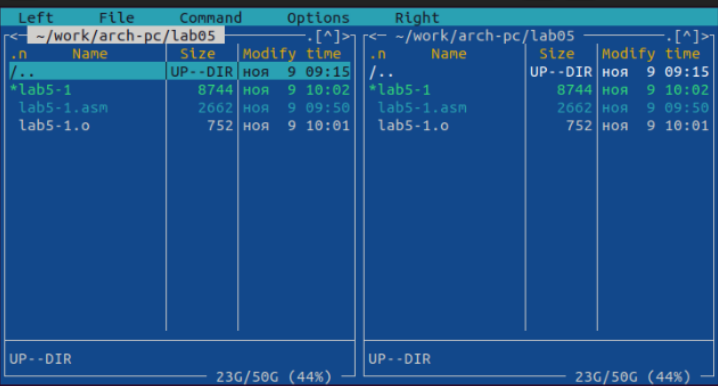 Left File Command Options Right
<─ ~/work/arch-pc/lab05 ─.[^]>
.n Name Size Modify time
/.. UP--DIR ноя 9 09:15
*lab5-1 8744 ноя 9 10:02
lab5-1.asm 2662 ноя 9 09:50
lab5-1.o 752 ноя 9 10:01
UP--DIR
23G/50G (44%)
<─ ~/work/arch-pc/lab05 ─.[^]>
.n Name Size Modify time
/.. UP--DIR ноя 9 09:15
*lab5-1 8744 ноя 9 10:02
lab5-1.asm 2662 ноя 9 09:50
lab5-1.o 752 ноя 9 10:01
UP--DIR
23G/50G (44%)